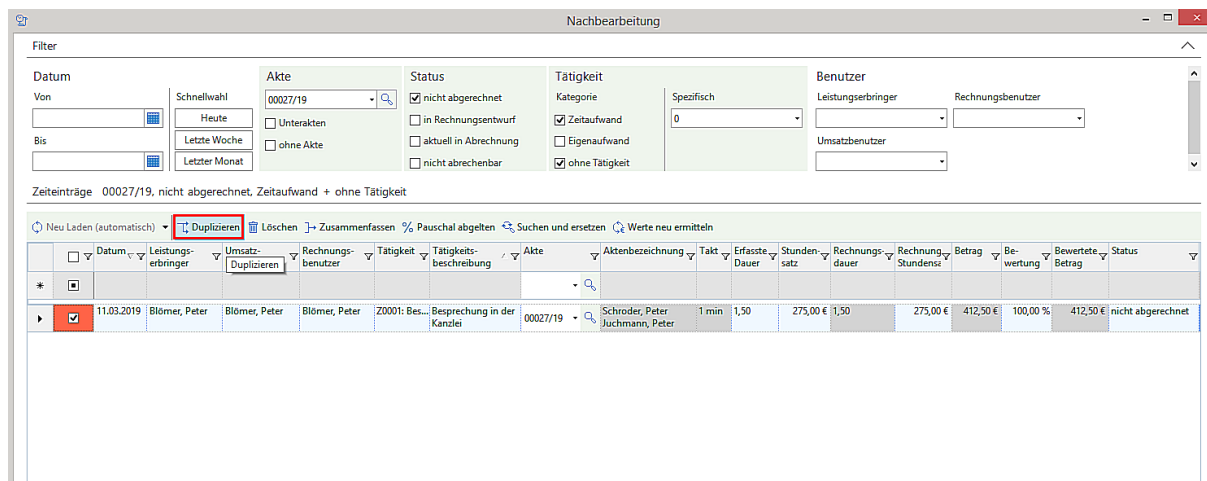 Nachbearbeitung
Filter
Datum
Von
Bis
Schnellwahl
Heute
Letzte Woche
Letzter Monat
Akte
00027/19
Unterakten
ohne Akte
Status
nicht abgerechnet
in Rechnungsentwurf
aktuell in Abrechnung
nicht abrechenbar
Tätigkeit
Kategorie
Zeitaufwand
Eigenaufwand
ohne Tätigkeit
Spezifisch
0
Benutzer
Leistungserbringer
Rechnungsbenutzer
Umsatzbenutzer
Zeiteinträge 00027/19, nicht abgerechnet, Zeitaufwand + ohne Tätigkeit
Neu Laden (automatisch) Duplizieren Löschen Zusammenfassen % Pauschal abgelten Suchen und ersetzen Werte neu ermitteln
Datum Leistungs- Umsatz- Rechnungs- Tätigkeit Tätigkeits- Akte Aktenbezeichnung Takt Erfasste Stunden- Rechnungs- Rechnung Betrag Be- Bewertete Status
erbringer benutzer beschreibung Dauer satz dauer Stundensa wertung Betrag
Duplizieren
11.03.2019 Blömer, Peter Blömer, Peter Blömer, Peter Z0001: Bes... Besprechung in der 00027/19 Schroder, Peter 1 min 1,50 275,00 € 1,50 275,00 € 412,50 € 100,00 % 412,50 € nicht abgerechnet
Kanzlei Juchmann, Peter